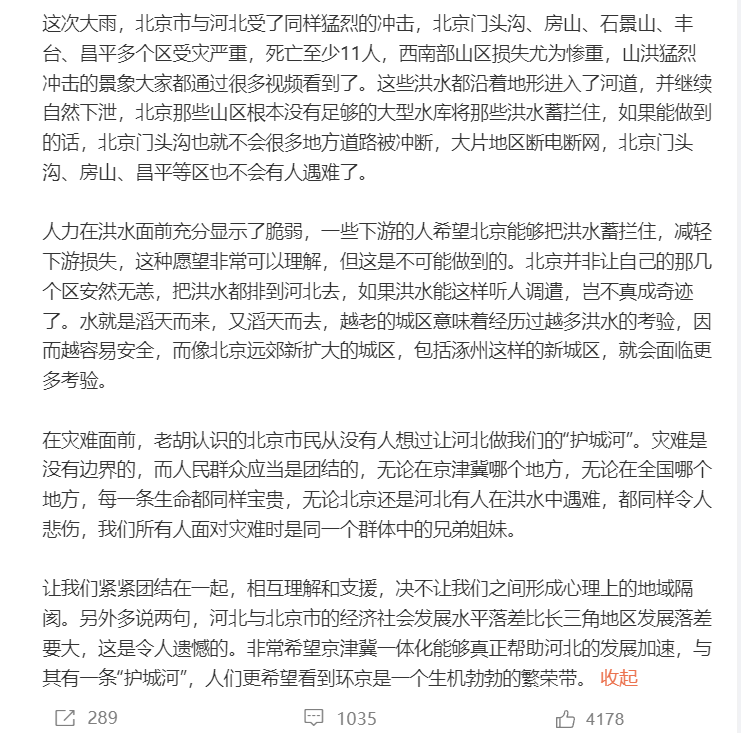 这次大雨，北京市与河北受了同样猛烈的冲击，北京门头沟、房山、石景山、丰
台、昌平多个区受灾严重，死亡至少11人，西南部山区损失尤为惨重，山洪猛烈
冲击的景象大家都通过很多视频看到了。这些洪水都沿着地形进入了河道，并继续
自然下泄，北京那些山区根本没有足够的大型水库将那些洪水蓄拦住，如果能做到
的话，北京门头沟也就不会很多地方道路被冲断，大片地区断电断网，北京门头
沟、房山、昌平等区也不会有人遇难了。
人力在洪水面前充分显示了脆弱，一些下游的人希望北京能够把洪水蓄拦住，减轻
下游损失，这种愿望非常可以理解，但这是不可能做到的。北京并非让自己的那几
个区安然无恙，把洪水都排到河北去，如果洪水能这样听人调遣，岂不真成奇迹
了。水就是滔天而来，又滔天而去，越老的城区意味着经历过越多洪水的考验，因
而越容易安全，而像北京远郊新扩大的城区，包括涿州这样的新城区，就会面临更
多考验。
在灾难面前，老胡认识的北京市民从没有人想过让河北做我们的“护城河”。灾难是
没有边界的，而人民群众应当是团结的，无论在京津冀哪个地方，无论在全国哪个
地方，每一条生命都同样宝贵，无论北京还是河北有人在洪水中遇难，都同样令人
悲伤，我们所有人面对灾难时是同一个群体中的兄弟姐妹。
让我们紧紧团结在一起，相互理解和支援，决不让我们之间形成心理上的地域隔
阂。另外多说两句，河北与北京市的经济社会发展水平落差比长三角地区发展落差
要大，这是令人遗憾的。非常希望京津冀一体化能够真正帮助河北的发展加速，与
其有一条“护城河”，人们更希望看到环京是一个生机勃勃的繁荣带。 收起
289 1035 4178